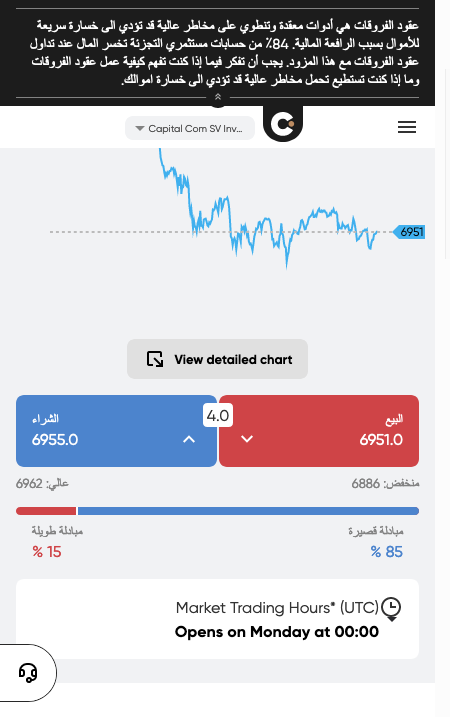 عقود الفروقات هي أدوات معقدة وتنطوي على مخاطر عالية قد تؤدي الى خسارة سريعة
للأموال بسبب الرافعة المالية. 84٪ من حسابات مستثمري التجزئة تخسر المال عند تداول
عقود الفروقات مع هذا المزود. يجب أن تفكر فيما إذا كنت تفهم كيفية عمل عقود الفروقات
وما إذا كنت تستطيع تحمل مخاطر عالية قد تؤدي الى خسارة اموالك.
Capital Com SV Inv...
6951
View detailed chart
البيع
6951.0
4.0
الشراء
6955.0
منخفض: 6886
عالي: 6962
مبادلة قصيرة
% 85
مبادلة طويلة
% 15
Market Trading Hours* (UTC)
Opens on Monday at 00:00